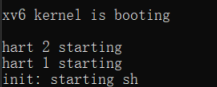 xv6 kernel is booting
hart 2 starting
hart 1 starting
init: starting sh